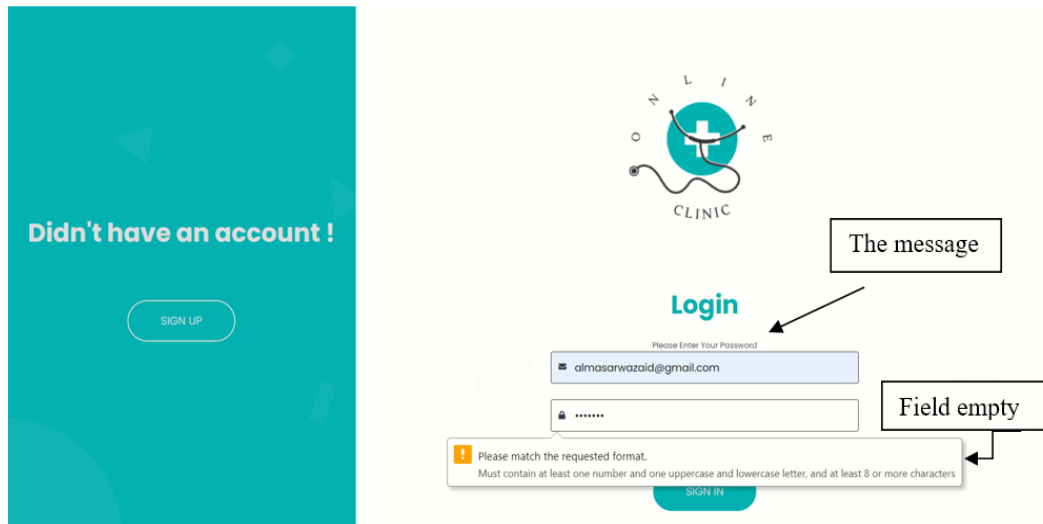 ONLINE
CLINIC
Didn't have an account !
SIGN UP
The message
Login
Please Enter Your Password
almasarwazaid@gmail.com
•••••••
Field empty
Please match the requested format.
Must contain at least one number and one uppercase and lowercase letter, and at least 8 or more characters
SIGN IN